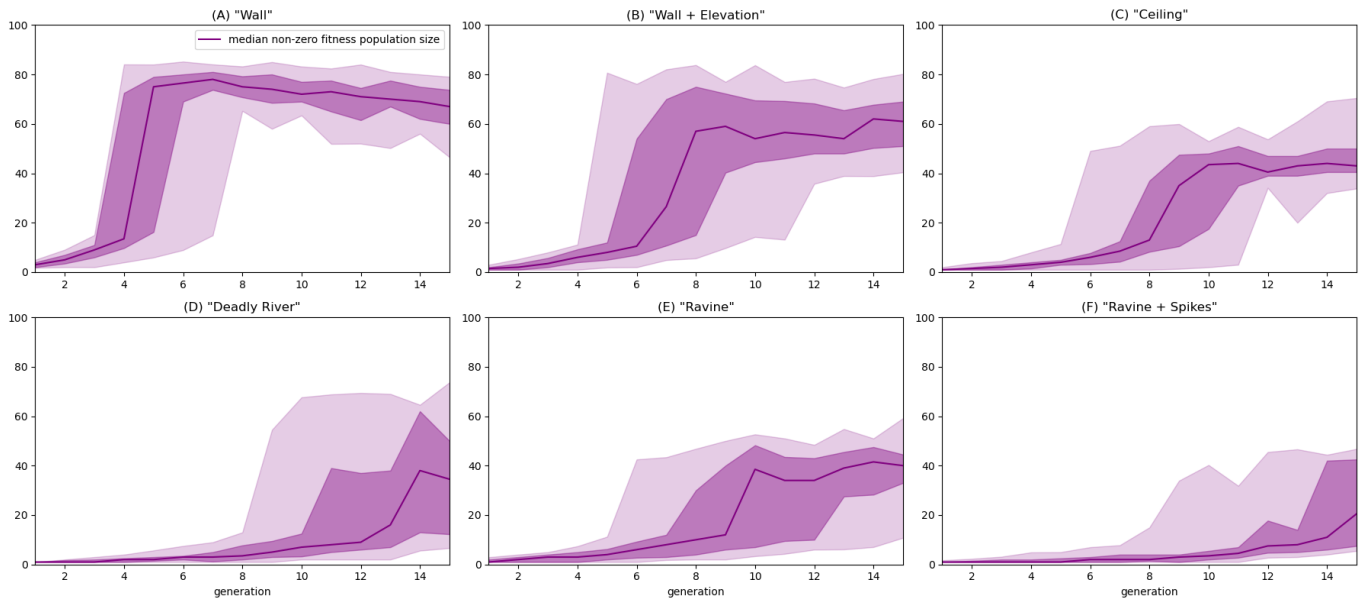 (A) "Wall"
100
80
60
40
20
0
2 4 6 8 10 12 14
median non-zero fitness population size
(B) "Wall + Elevation"
100
80
60
40
20
0
2 4 6 8 10 12 14
(C) "Ceiling"
100
80
60
40
20
0
2 4 6 8 10 12 14
(D) "Deadly River"
100
80
60
40
20
0
2 4 6 8 10 12 14
generation
(E) "Ravine"
100
80
60
40
20
0
2 4 6 8 10 12 14
generation
(F) "Ravine + Spikes"
100
80
60
40
20
0
2 4 6 8 10 12 14
generation